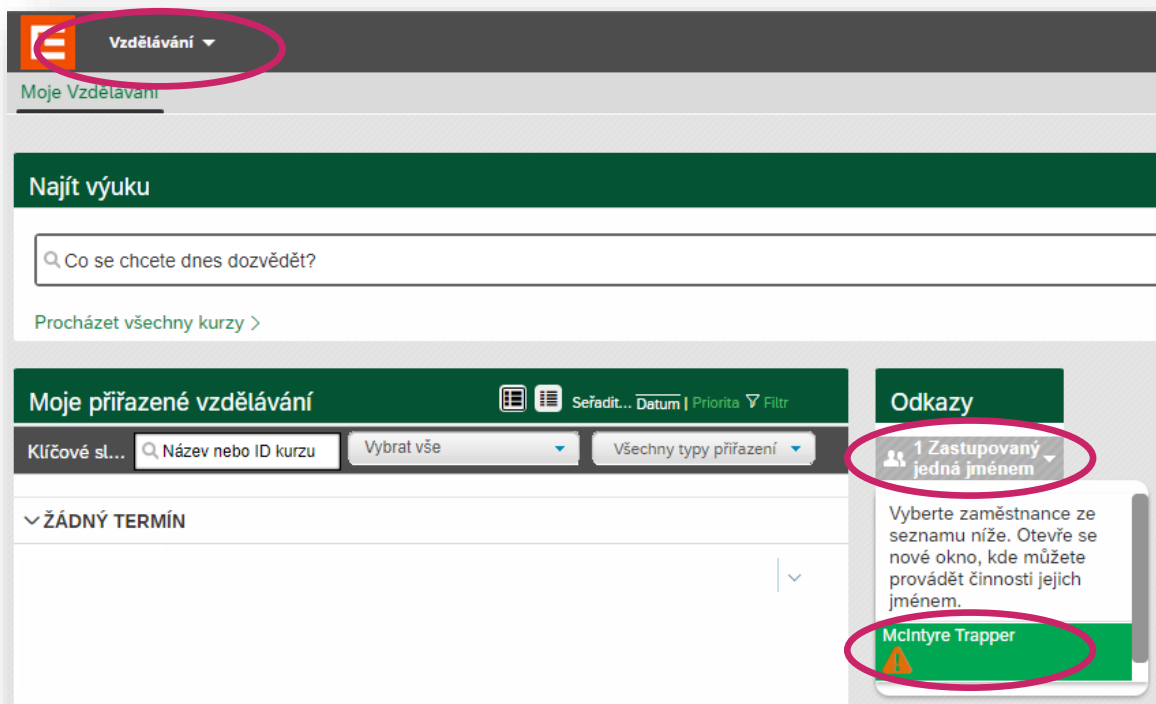 Vzdělávání
Moje Vzdělávání
Najít výuku
Co se chcete dnes dozvědět?
Procházet všechny kurzy >
Moje přiřazené vzdělávání
Seřadit... Datum | Priorita Filtr
Klíčové sl... Název nebo ID kurzu Vybrat vše Všechny typy přiřazení
ŽÁDNÝ TERMÍN
Odkazy
1 Zastupovaný
jedná jménem
Vyberte zaměstnance ze
seznamu níže. Otevře se
nové okno, kde můžete
provádět činnosti jejich
jménem.
McIntyre Trapper